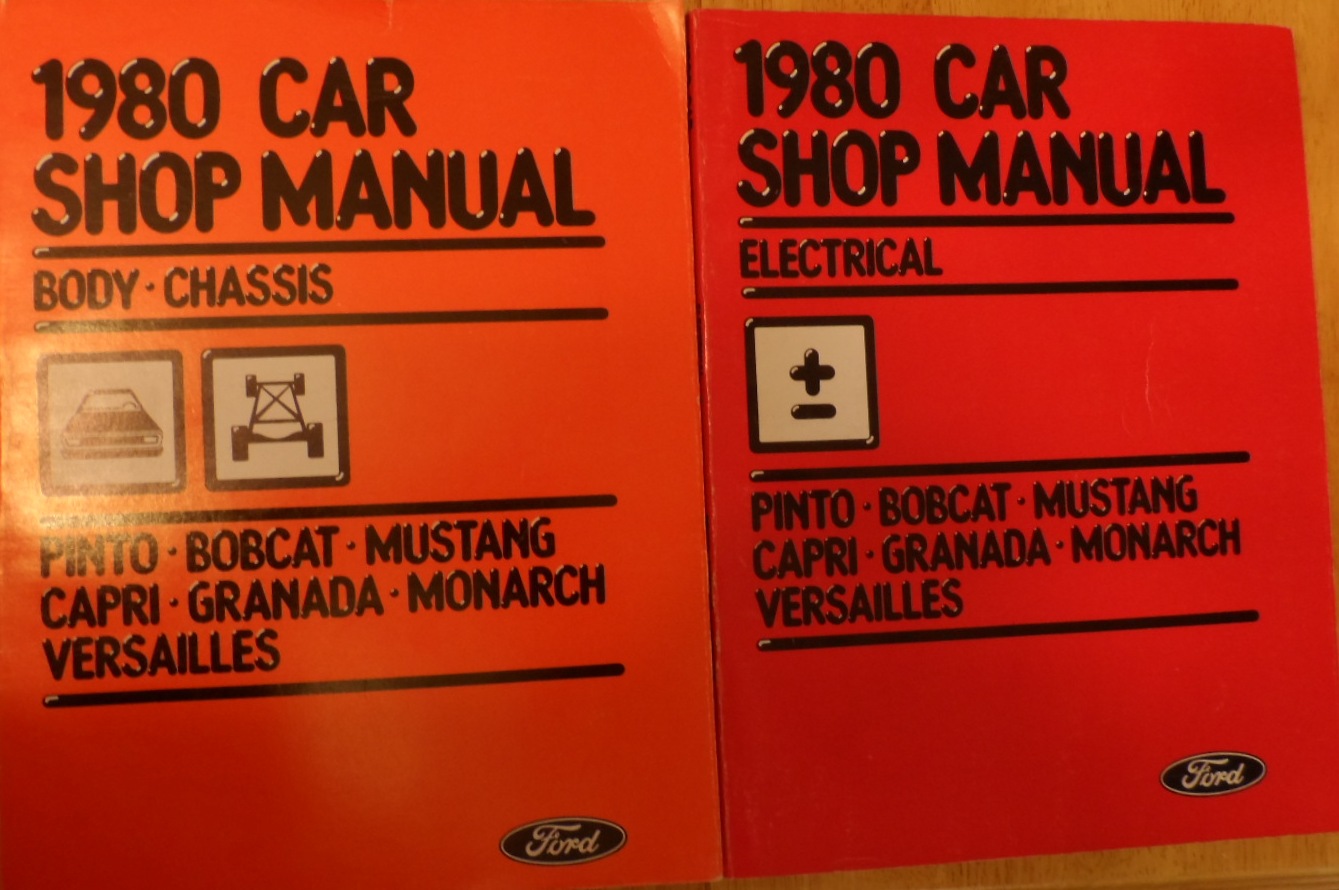 1980 CAR
SHOP MANUAL
BODY · CHASSIS
PINTO · BOBCAT · MUSTANG
CAPRI · GRANADA · MONARCH
VERSAILLES
Ford
1980 CAR
SHOP MANUAL
ELECTRICAL
PINTO · BOBCAT · MUSTANG
CAPRI · GRANADA · MONARCH
VERSAILLES
Ford